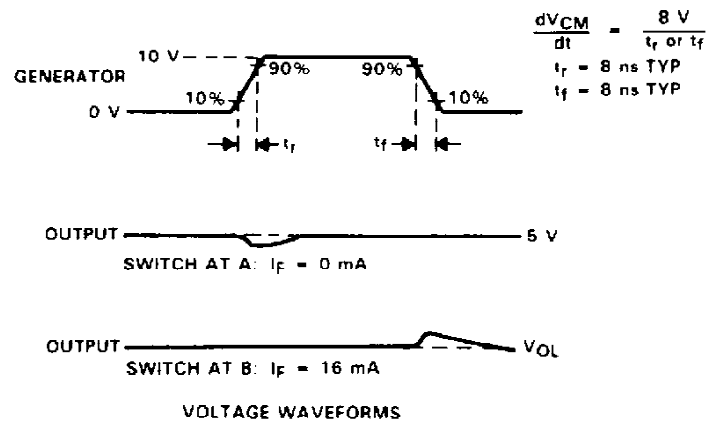 dV_CM/dt = 8 V / t_r or t_f
t_r = 8 ns TYP
t_f = 8 ns TYP
10 V
90%
90%
GENERATOR
10%
10%
0 V
t_r
t_f
OUTPUT
5 V
SWITCH AT A: I_F = 0 mA
OUTPUT
V_OL
SWITCH AT B: I_F = 16 mA
VOLTAGE WAVEFORMS